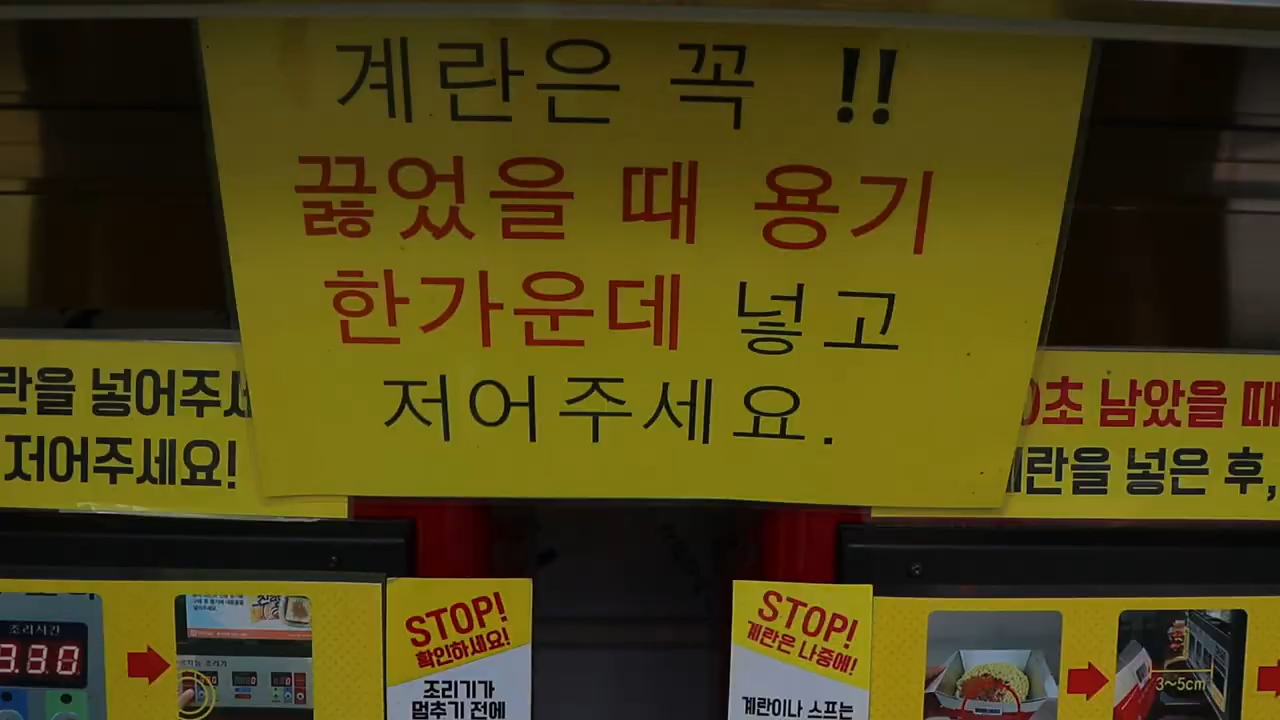 계란은 꼭 !!
끓었을 때 용기
한가운데 넣고
저어주세요.
란을 넣어주세
저어주세요!
초 남았을 때
란을 넣은 후,
STOP!
확인하세요!
조리기가
멈추기 전에
STOP!
계란은 나중에!
계란이나 스프는
조리시간
3~5cm